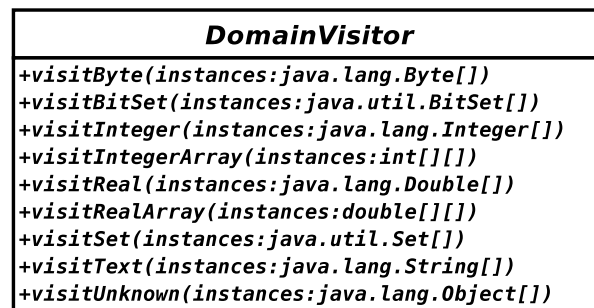 DomainVisitor
+visitByte(instances:java.lang.Byte[])
+visitBitSet(instances:java.util.BitSet[])
+visitInteger(instances:java.lang.Integer[])
+visitIntegerArray(instances:int[][])
+visitReal(instances:java.lang.Double[])
+visitRealArray(instances:double[][])
+visitSet(instances:java.util.Set[])
+visitText(instances:java.lang.String[])
+visitUnknown(instances:java.lang.Object[])